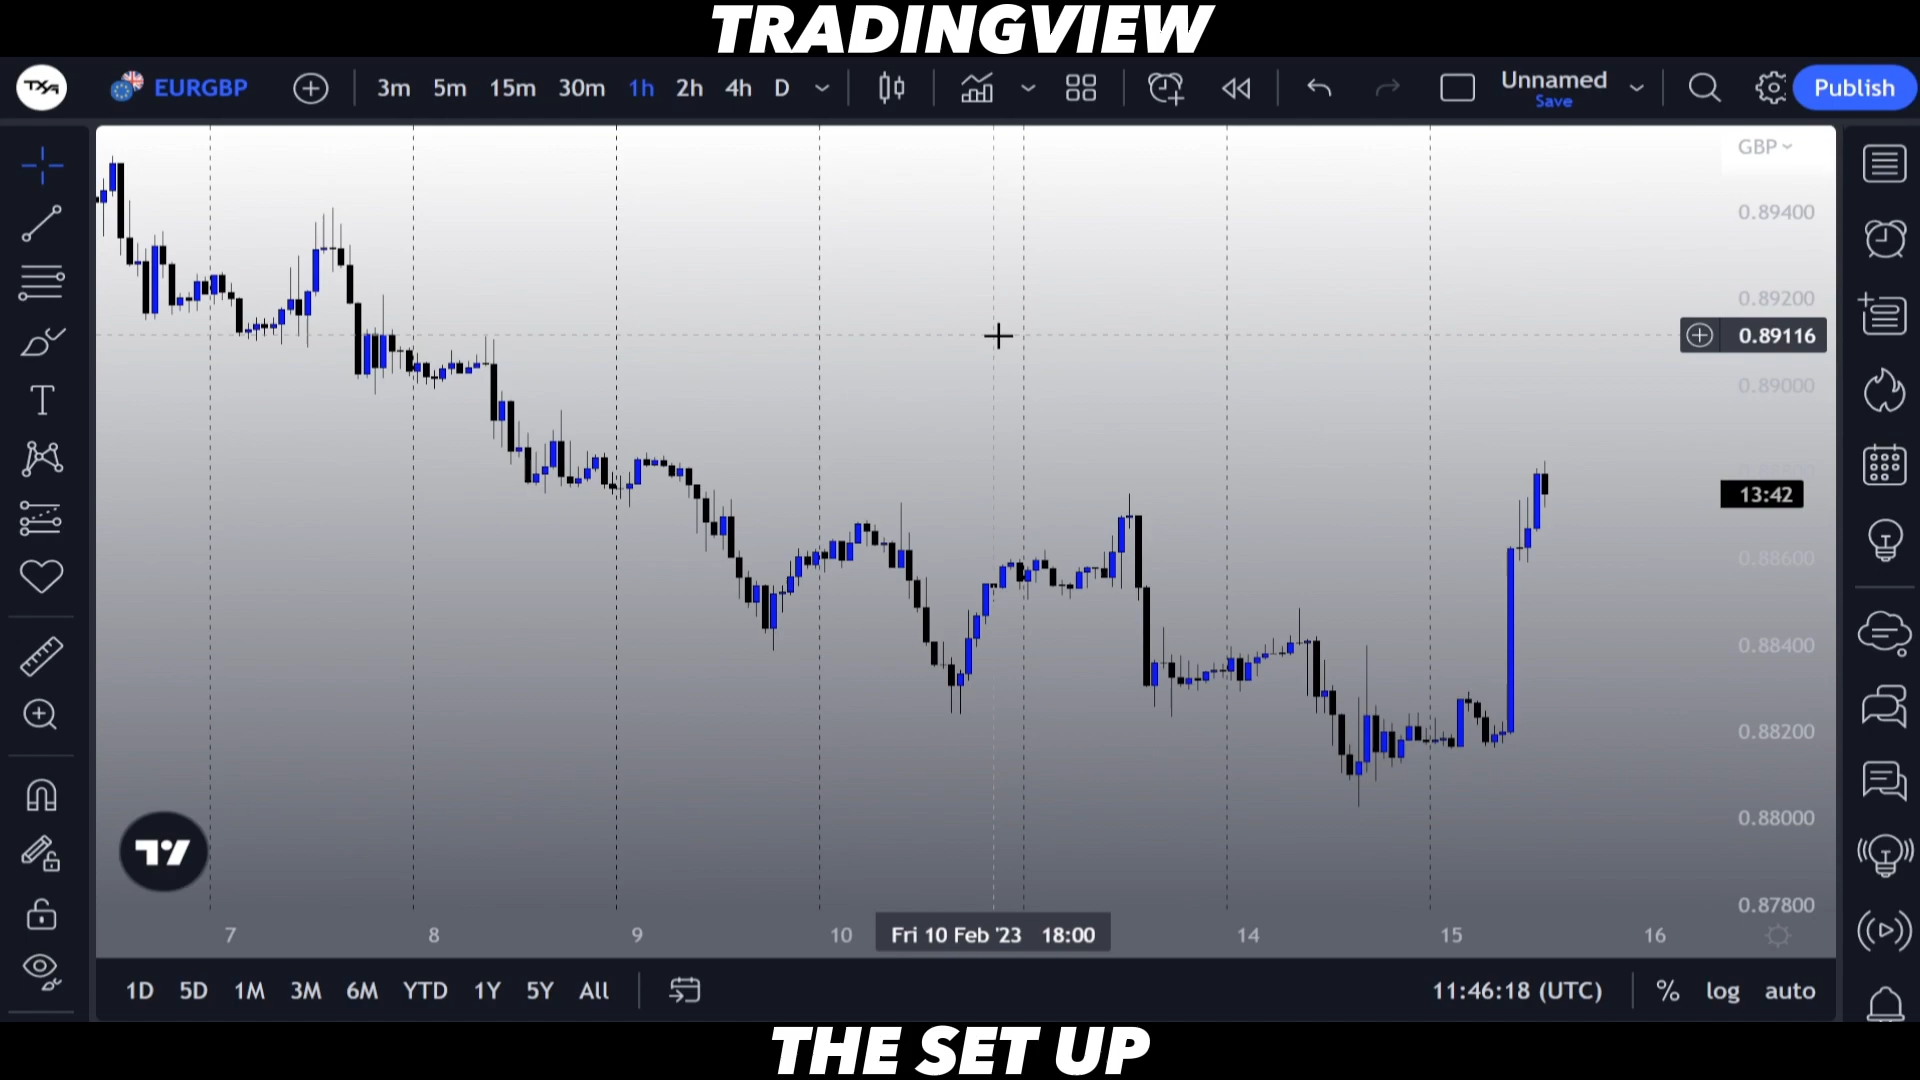 TRADINGVIEW
EURGBP 3m 5m 15m 30m 1h 2h 4h D Unnamed Save Publish
GBP
0.89400
0.89200
0.89116
0.89000
13:42
0.88600
0.88400
0.88200
0.88000
0.87800
7 8 9 10 Fri 10 Feb '23 18:00 14 15 16
1D 5D 1M 3M 6M YTD 1Y 5Y All 11:46:18 (UTC) % log auto
THE SET UP